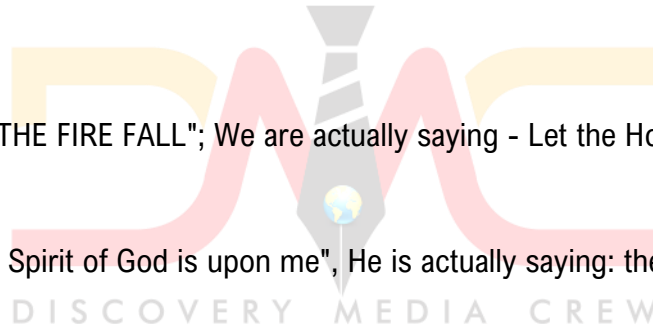 THE FIRE FALL"; We are actually saying - Let the Ho
Spirit of God is upon me", He is actually saying: the
DISCOVERY MEDIA CREW